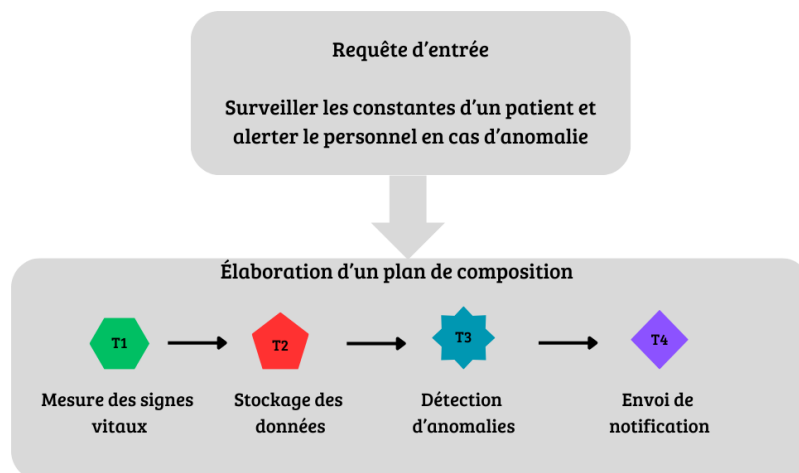 Requête d’entrée
Surveiller les constantes d’un patient et
alerter le personnel en cas d’anomalie
Élaboration d’un plan de composition
T1
T2
T3
T4
Mesure des signes
vitaux
Stockage des
données
Détection
d’anomalies
Envoi de
notification